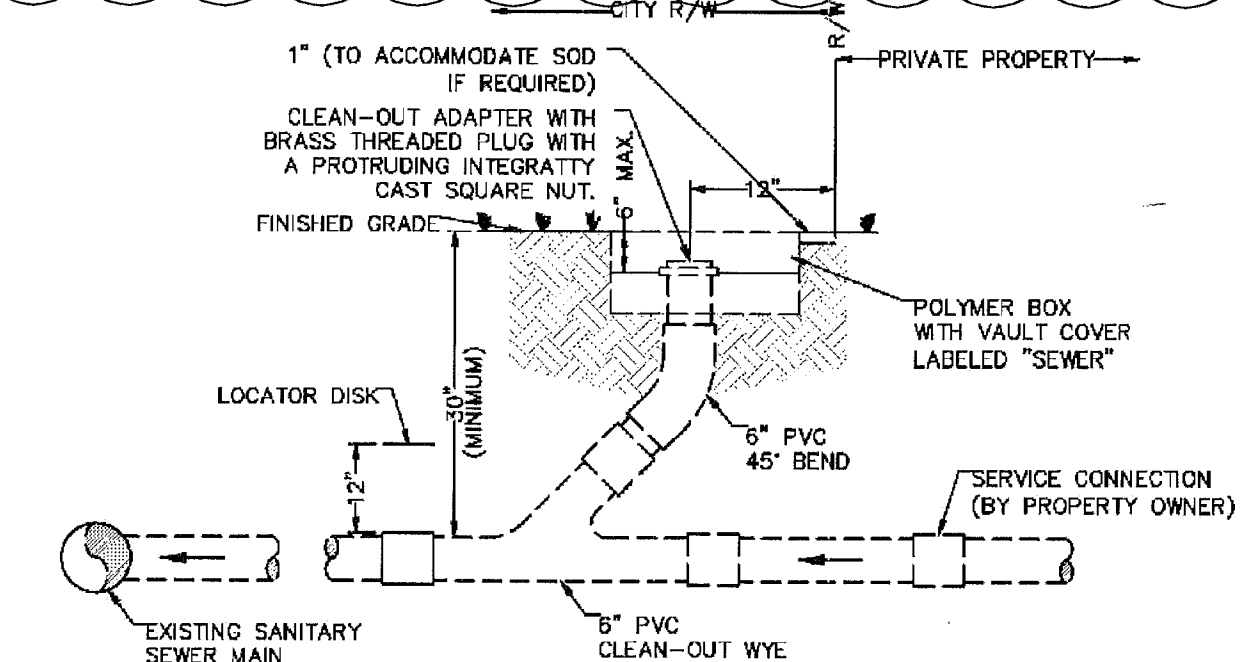 CITY R/W
R/W
1" (TO ACCOMMODATE SOD
IF REQUIRED)
PRIVATE PROPERTY
CLEAN-OUT ADAPTER WITH
BRASS THREADED PLUG WITH
A PROTRUDING INTEGRATTY
CAST SQUARE NUT.
6" MAX.
12"
FINISHED GRADE
POLYMER BOX
WITH VAULT COVER
LABELED "SEWER"
30"
(MINIMUM)
LOCATOR DISK
12"
6" PVC
45° BEND
SERVICE CONNECTION
(BY PROPERTY OWNER)
EXISTING SANITARY
SEWER MAIN
6" PVC
CLEAN-OUT WYE